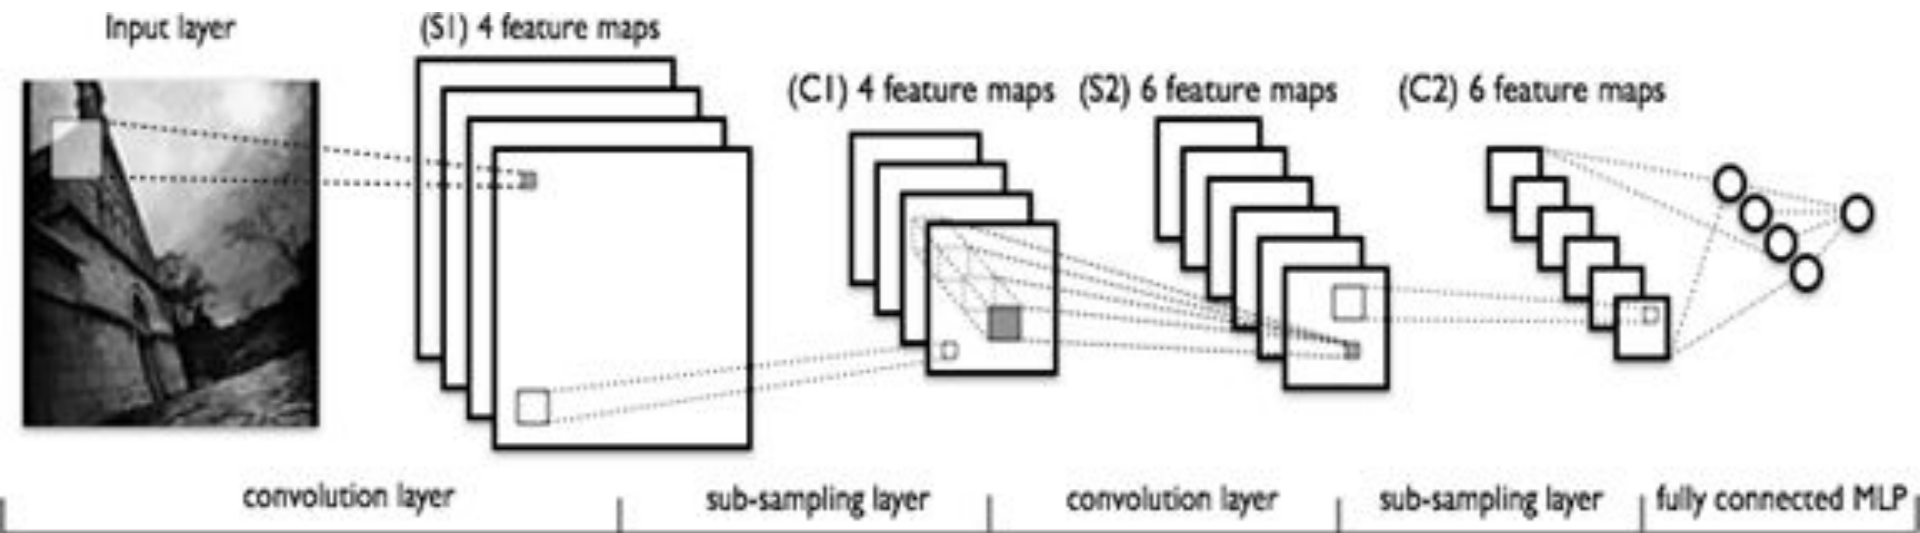 Input layer
(S1) 4 feature maps
(C1) 4 feature maps
(S2) 6 feature maps
(C2) 6 feature maps
convolution layer
sub-sampling layer
convolution layer
sub-sampling layer
fully connected MLP